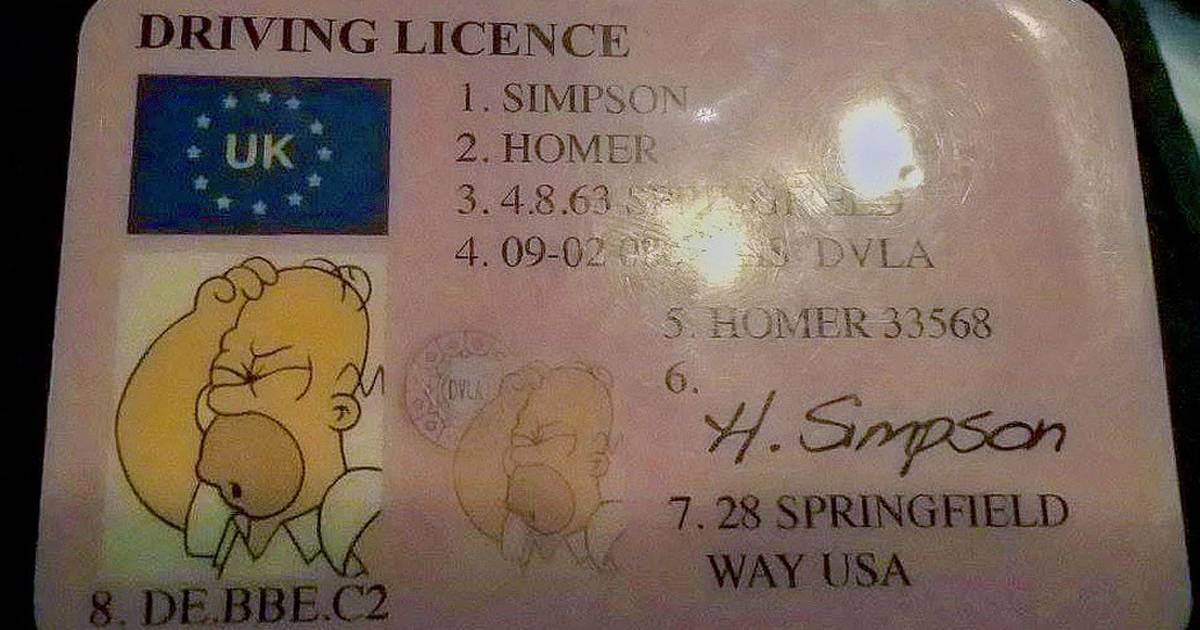 DRIVING LICENCE
UK
1. SIMPSON
2. HOMER
3. 4.8.63 SPRINGFIELD
4. 09-02 DVLA
5. HOMER 33568
6.
DVLA
H. Simpson
7. 28 SPRINGFIELD
WAY USA
8. DE.BBE.C2